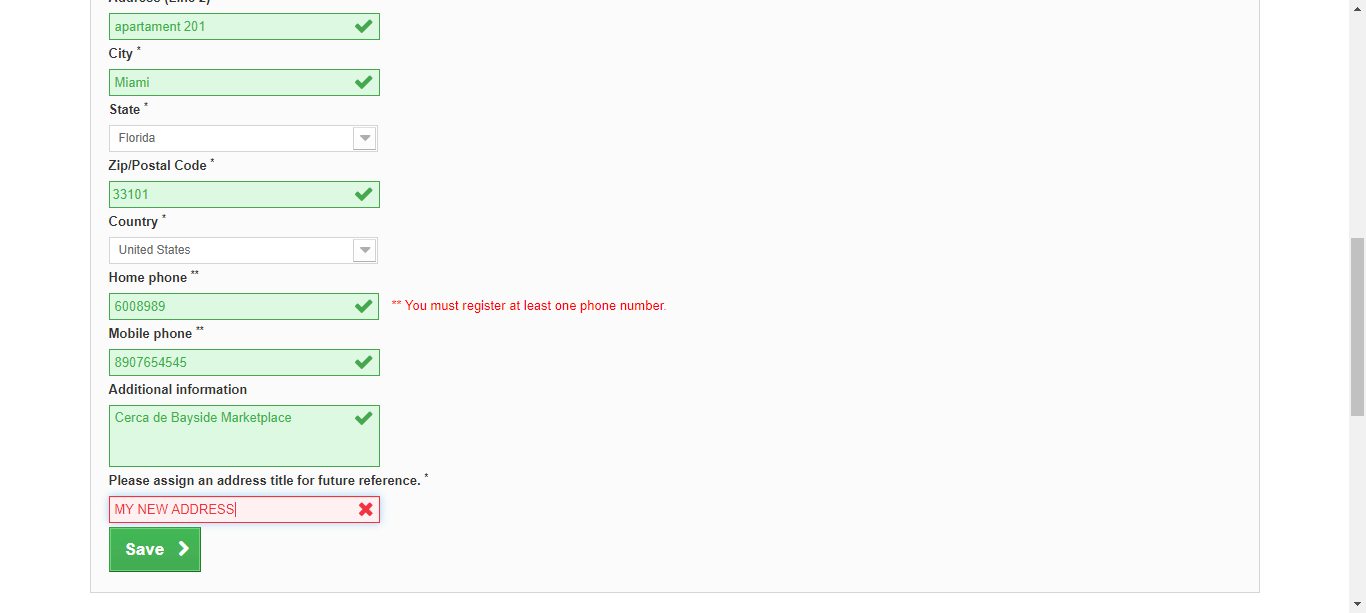 apartament 201
City *
Miami
State *
Florida
Zip/Postal Code *
33101
Country *
United States
Home phone **
6008989
** You must register at least one phone number.
Mobile phone **
8907654545
Additional information
Cerca de Bayside Marketplace
Please assign an address title for future reference. *
MY NEW ADDRESS
Save